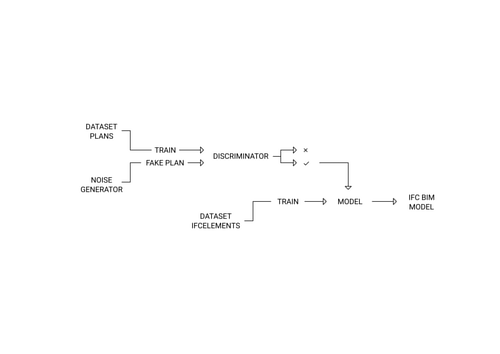 DATASET
PLANS
TRAIN
FAKE PLAN
NOISE
GENERATOR
DISCRIMINATOR
DATASET
IFCELEMENTS
TRAIN
MODEL
IFC BIM
MODEL